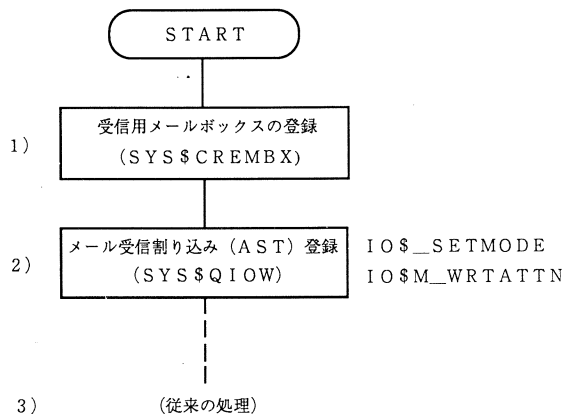 START
1)
受信用メールボックスの登録
(SYS$CREMBX)
2)
メール受信割り込み(AST)登録
(SYS$QIOW)
IO$__SETMODE
IO$M__WRTATTN
3)
(従来の処理)